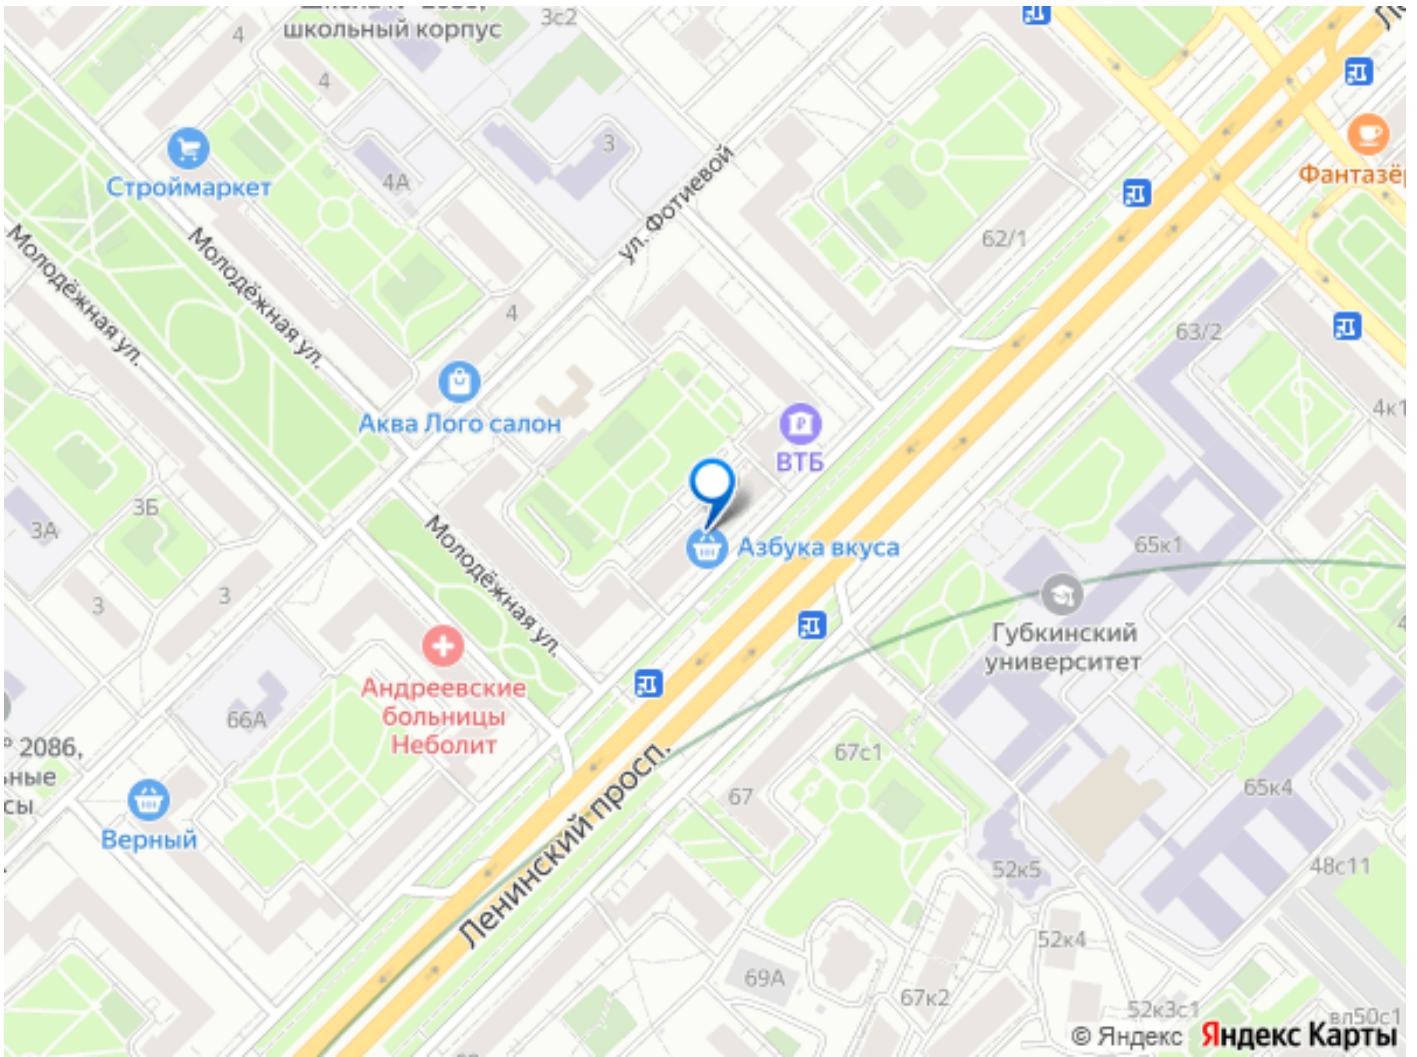 школьный корпус
3с2
4
4
3
4А
Строймаркет
ул. Фотиевой
Фантазёр
62/1
Молодёжная ул.
Молодёжная ул.
4
63/2
4к1
Аква Лого салон
ВТБ
3Б
3А
Азбука вкуса
65к1
Молодёжная ул.
3
3
Губкинский
университет
Андреевские
больницы
Неболит
66А
№ 2086,
67с1
Ленинский просп.
67
65к4
Верный
52к5
48с11
52к4
69А
67к2
52к3с1
вл50с1
© Яндекс Яндекс Карты